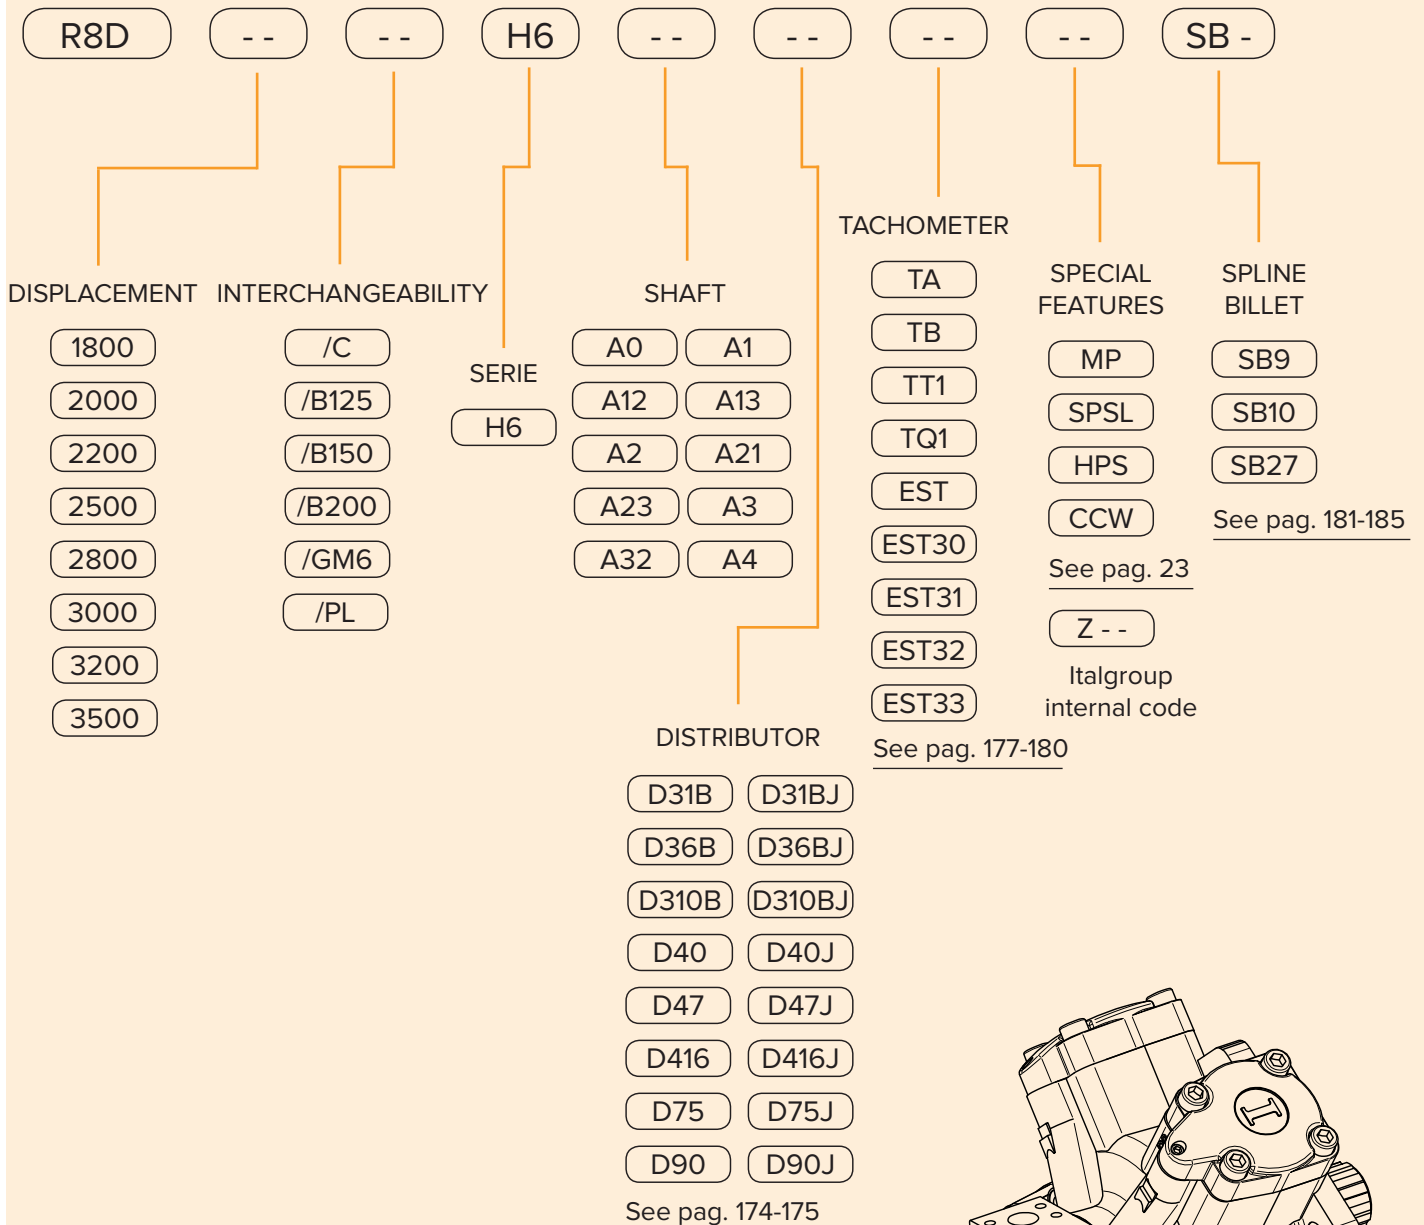 R8D - - - - H6 - - - - - - - - SB -
DISPLACEMENT
1800
2000
2200
2500
2800
3000
3200
3500
INTERCHANGEABILITY
/C
/B125
/B150
/B200
/GM6
/PL
SERIE
H6
SHAFT
A0 A1
A12 A13
A2 A21
A23 A3
A32 A4
DISTRIBUTOR
D31B D31BJ
D36B D36BJ
D310B D310BJ
D40 D40J
D47 D47J
D416 D416J
D75 D75J
D90 D90J
See pag. 174-175
TACHOMETER
TA
TB
TT1
TQ1
EST
EST30
EST31
EST32
EST33
See pag. 177-180
SPECIAL
FEATURES
MP
SPSL
HPS
CCW
See pag. 23
Z - -
Italgroup
internal code
SPLINE
BILLET
SB9
SB10
SB27
See pag. 181-185
I